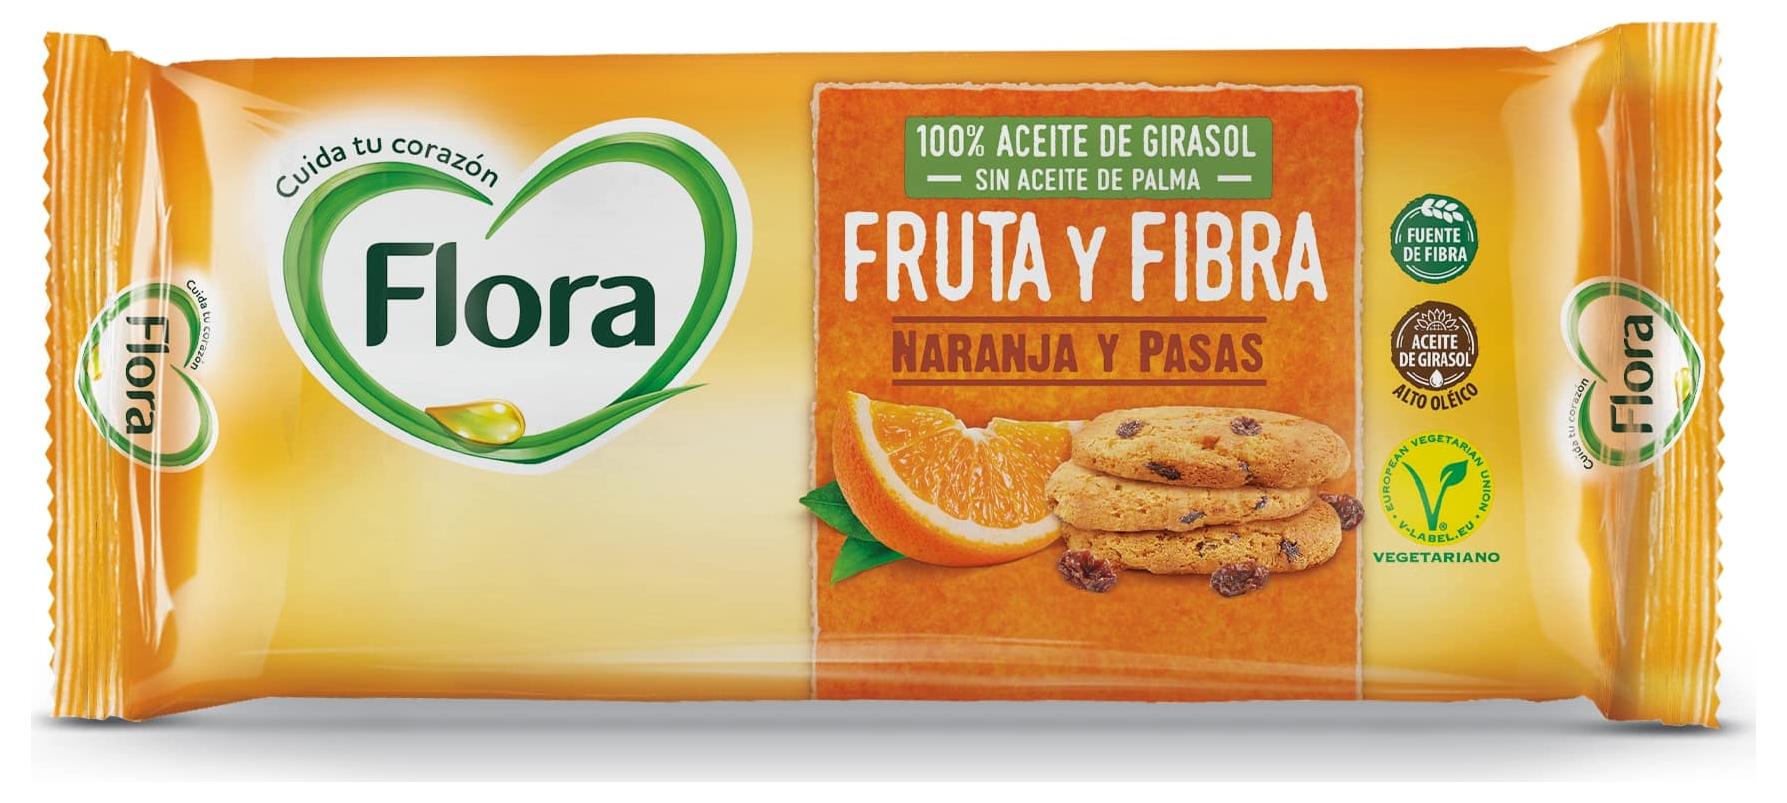 Cuida tu corazón
Flora
100% ACEITE DE GIRASOL
SIN ACEITE DE PALMA
FRUTA Y FIBRA
NARANJA Y PASAS
FUENTE
DE FIBRA
ACEITE
DE GIRASOL
ALTO OLÉICO
EUROPEAN VEGETARIAN UNION
V-LABEL.EU
®
VEGETARIANO
Cuida tu corazón
Flora
Cuida tu corazón
Flora